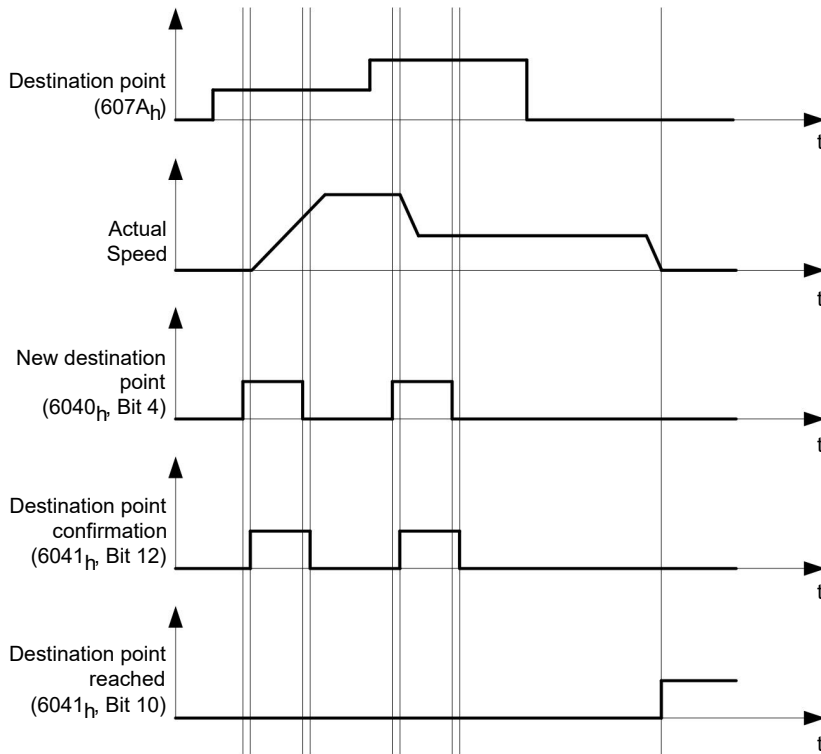 Destination point
(607Ah)
t
Actual
Speed
t
New destination
point
(6040h, Bit 4)
t
Destination point
confirmation
(6041h, Bit 12)
t
Destination point
reached
(6041h, Bit 10)
t